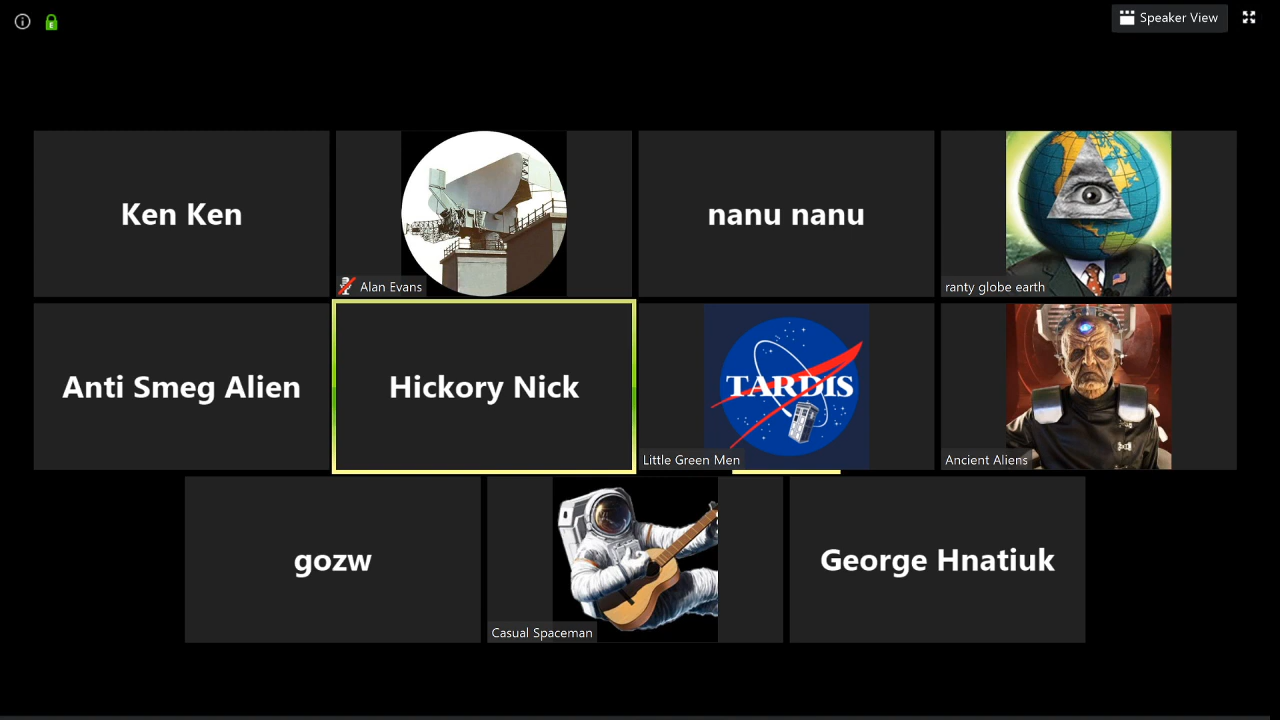 Speaker View
Ken Ken
Alan Evans
nanu nanu
ranty globe earth
Anti Smeg Alien
Hickory Nick
TARDIS
Little Green Men
Ancient Aliens
gozw
Casual Spaceman
George Hnatiuk